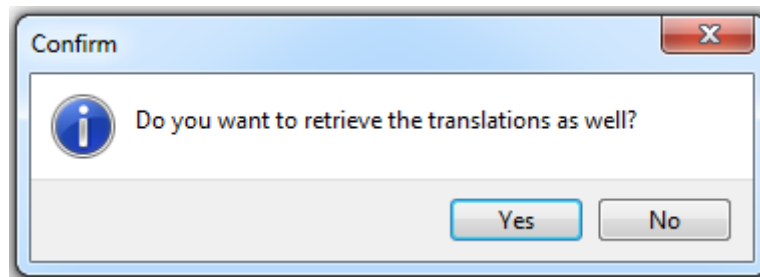 Confirm
Do you want to retrieve the translations as well?
Yes No